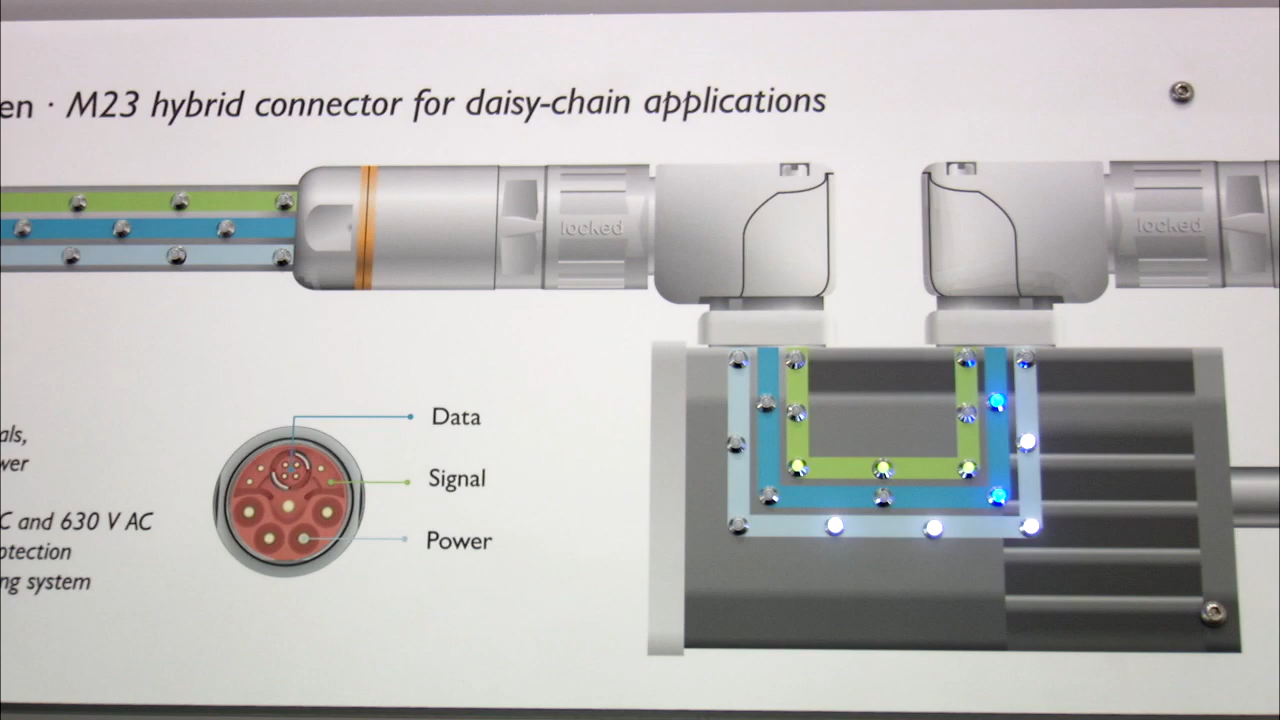 en · M23 hybrid connector for daisy-chain applications
locked
locked
Data
Signal
Power
als,
wer
C and 630 V AC
otection
ng system